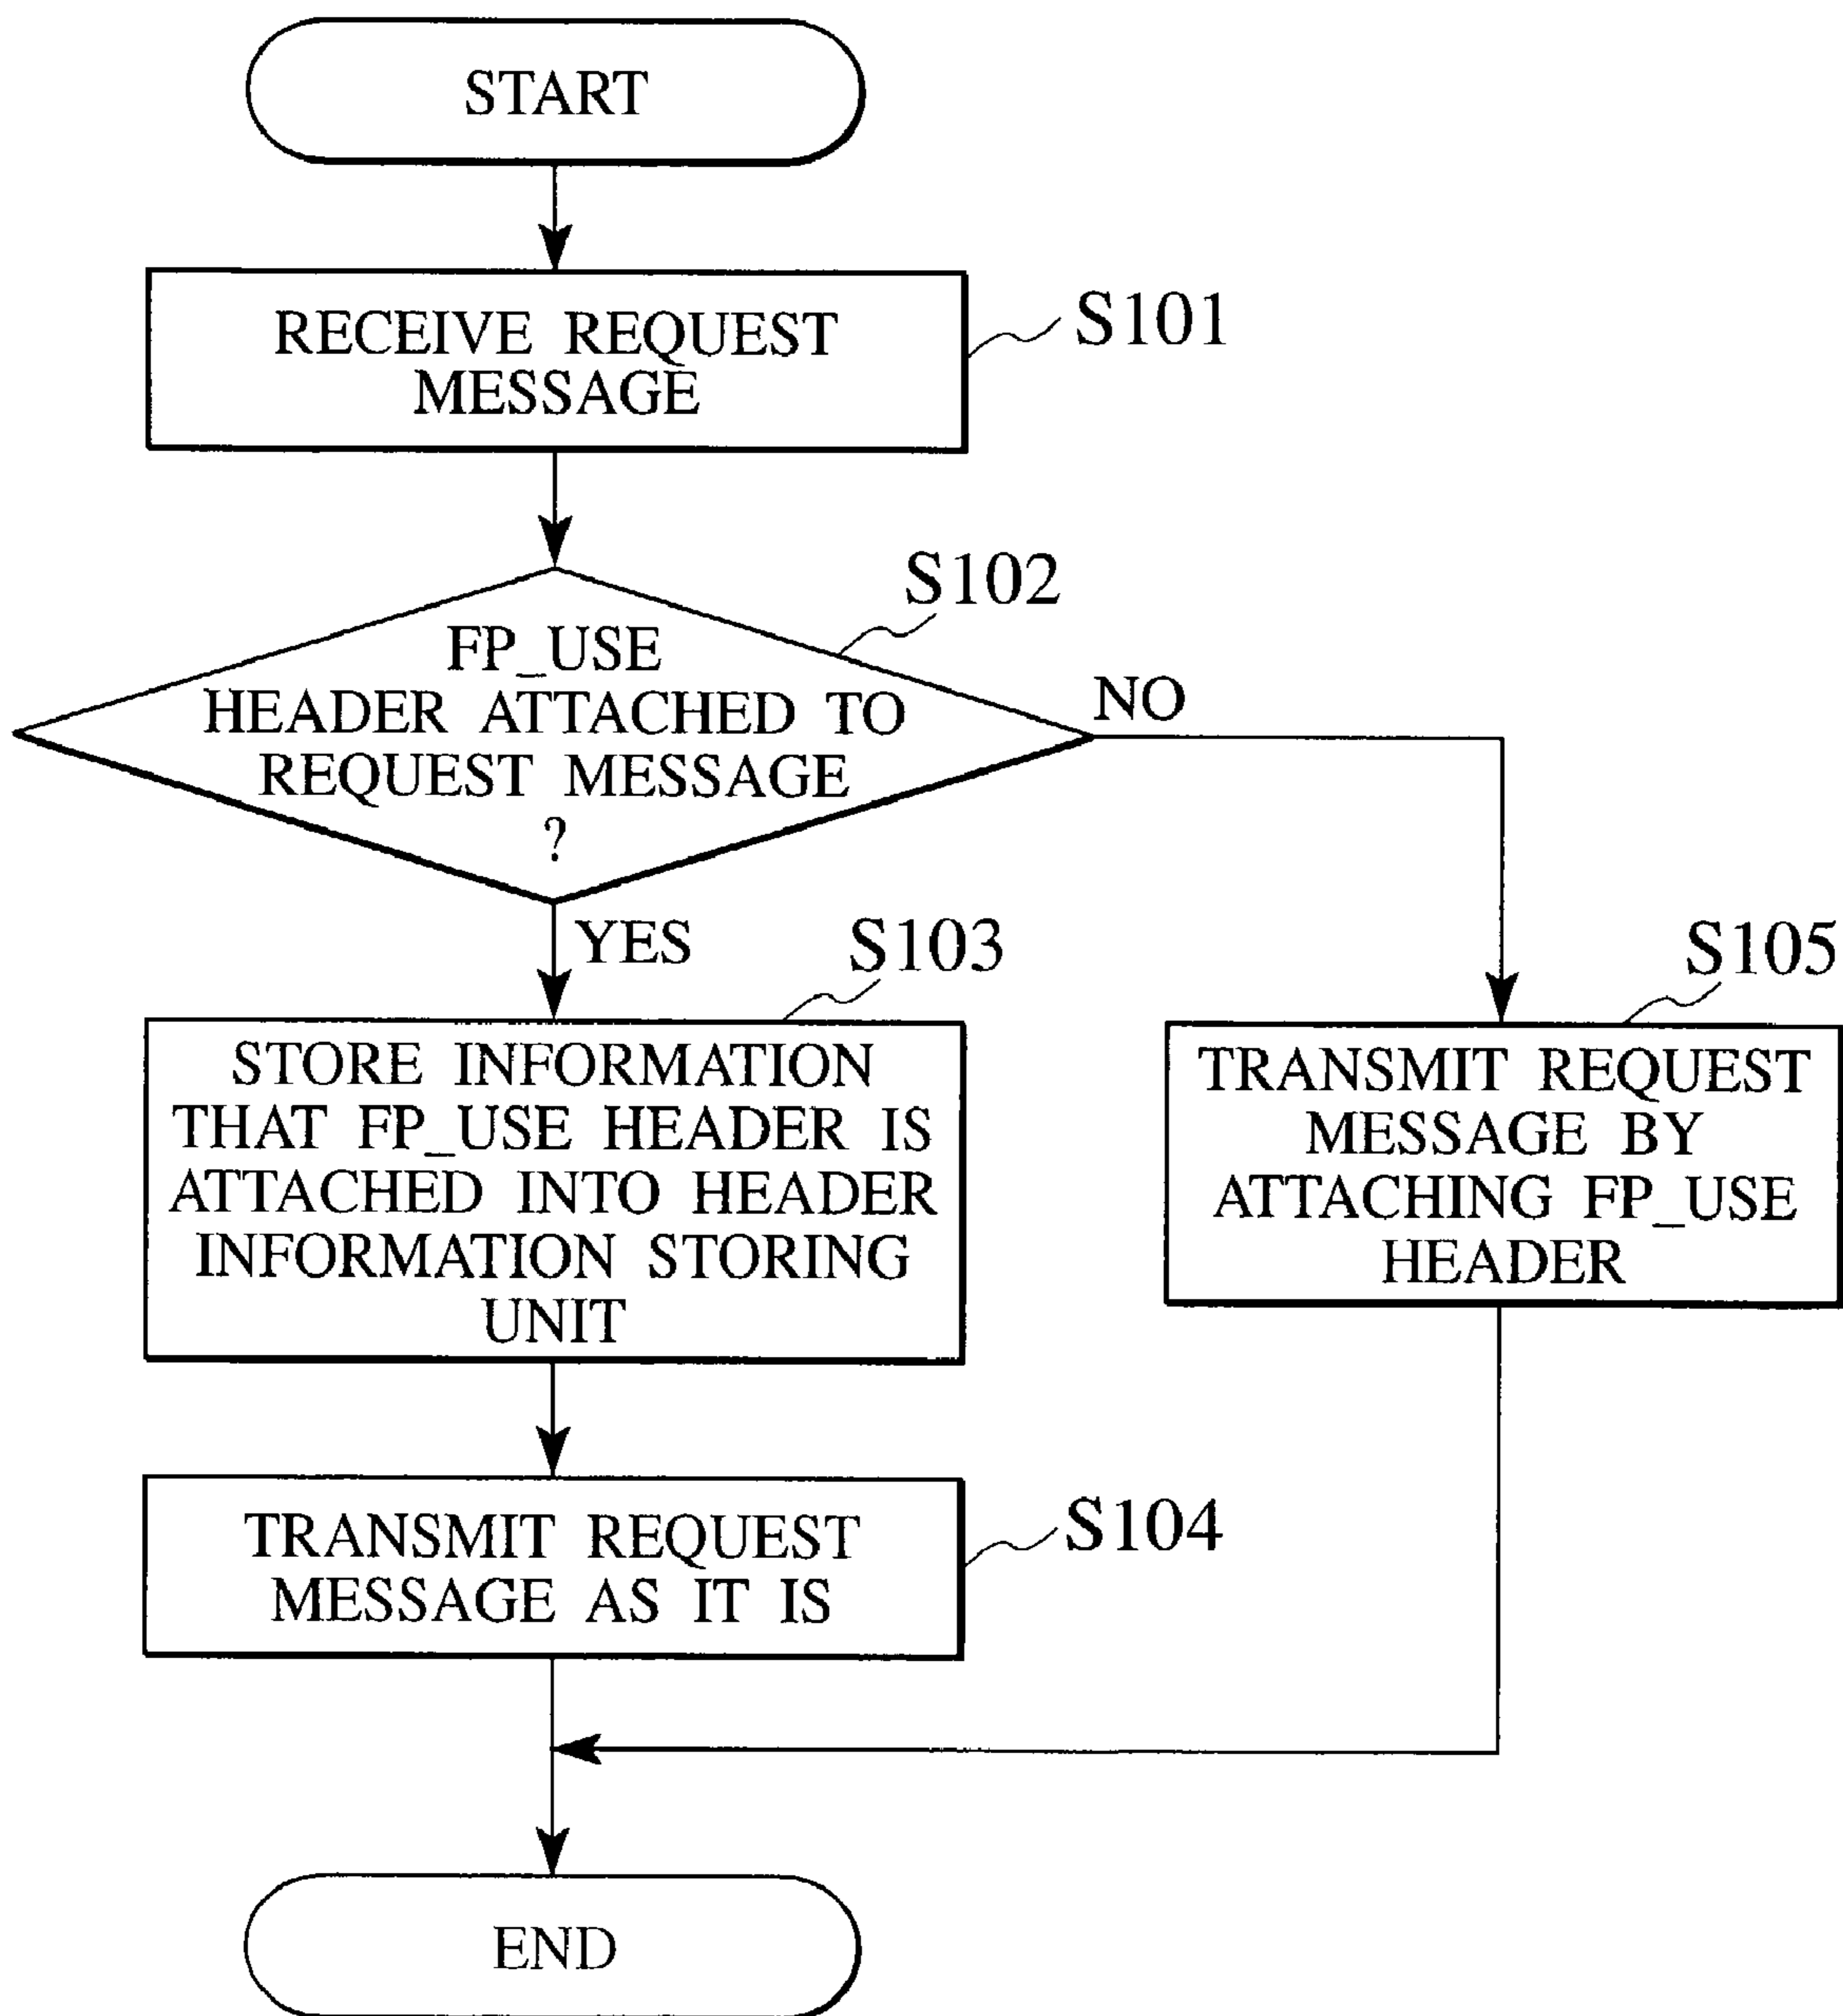 START
RECEIVE REQUEST
MESSAGE
S101
S102
FP_USE
HEADER ATTACHED TO
REQUEST MESSAGE
?
NO
YES
S103
STORE INFORMATION
THAT FP_USE HEADER IS
ATTACHED INTO HEADER
INFORMATION STORING
UNIT
S105
TRANSMIT REQUEST
MESSAGE BY
ATTACHING FP_USE
HEADER
TRANSMIT REQUEST
MESSAGE AS IT IS
S104
END